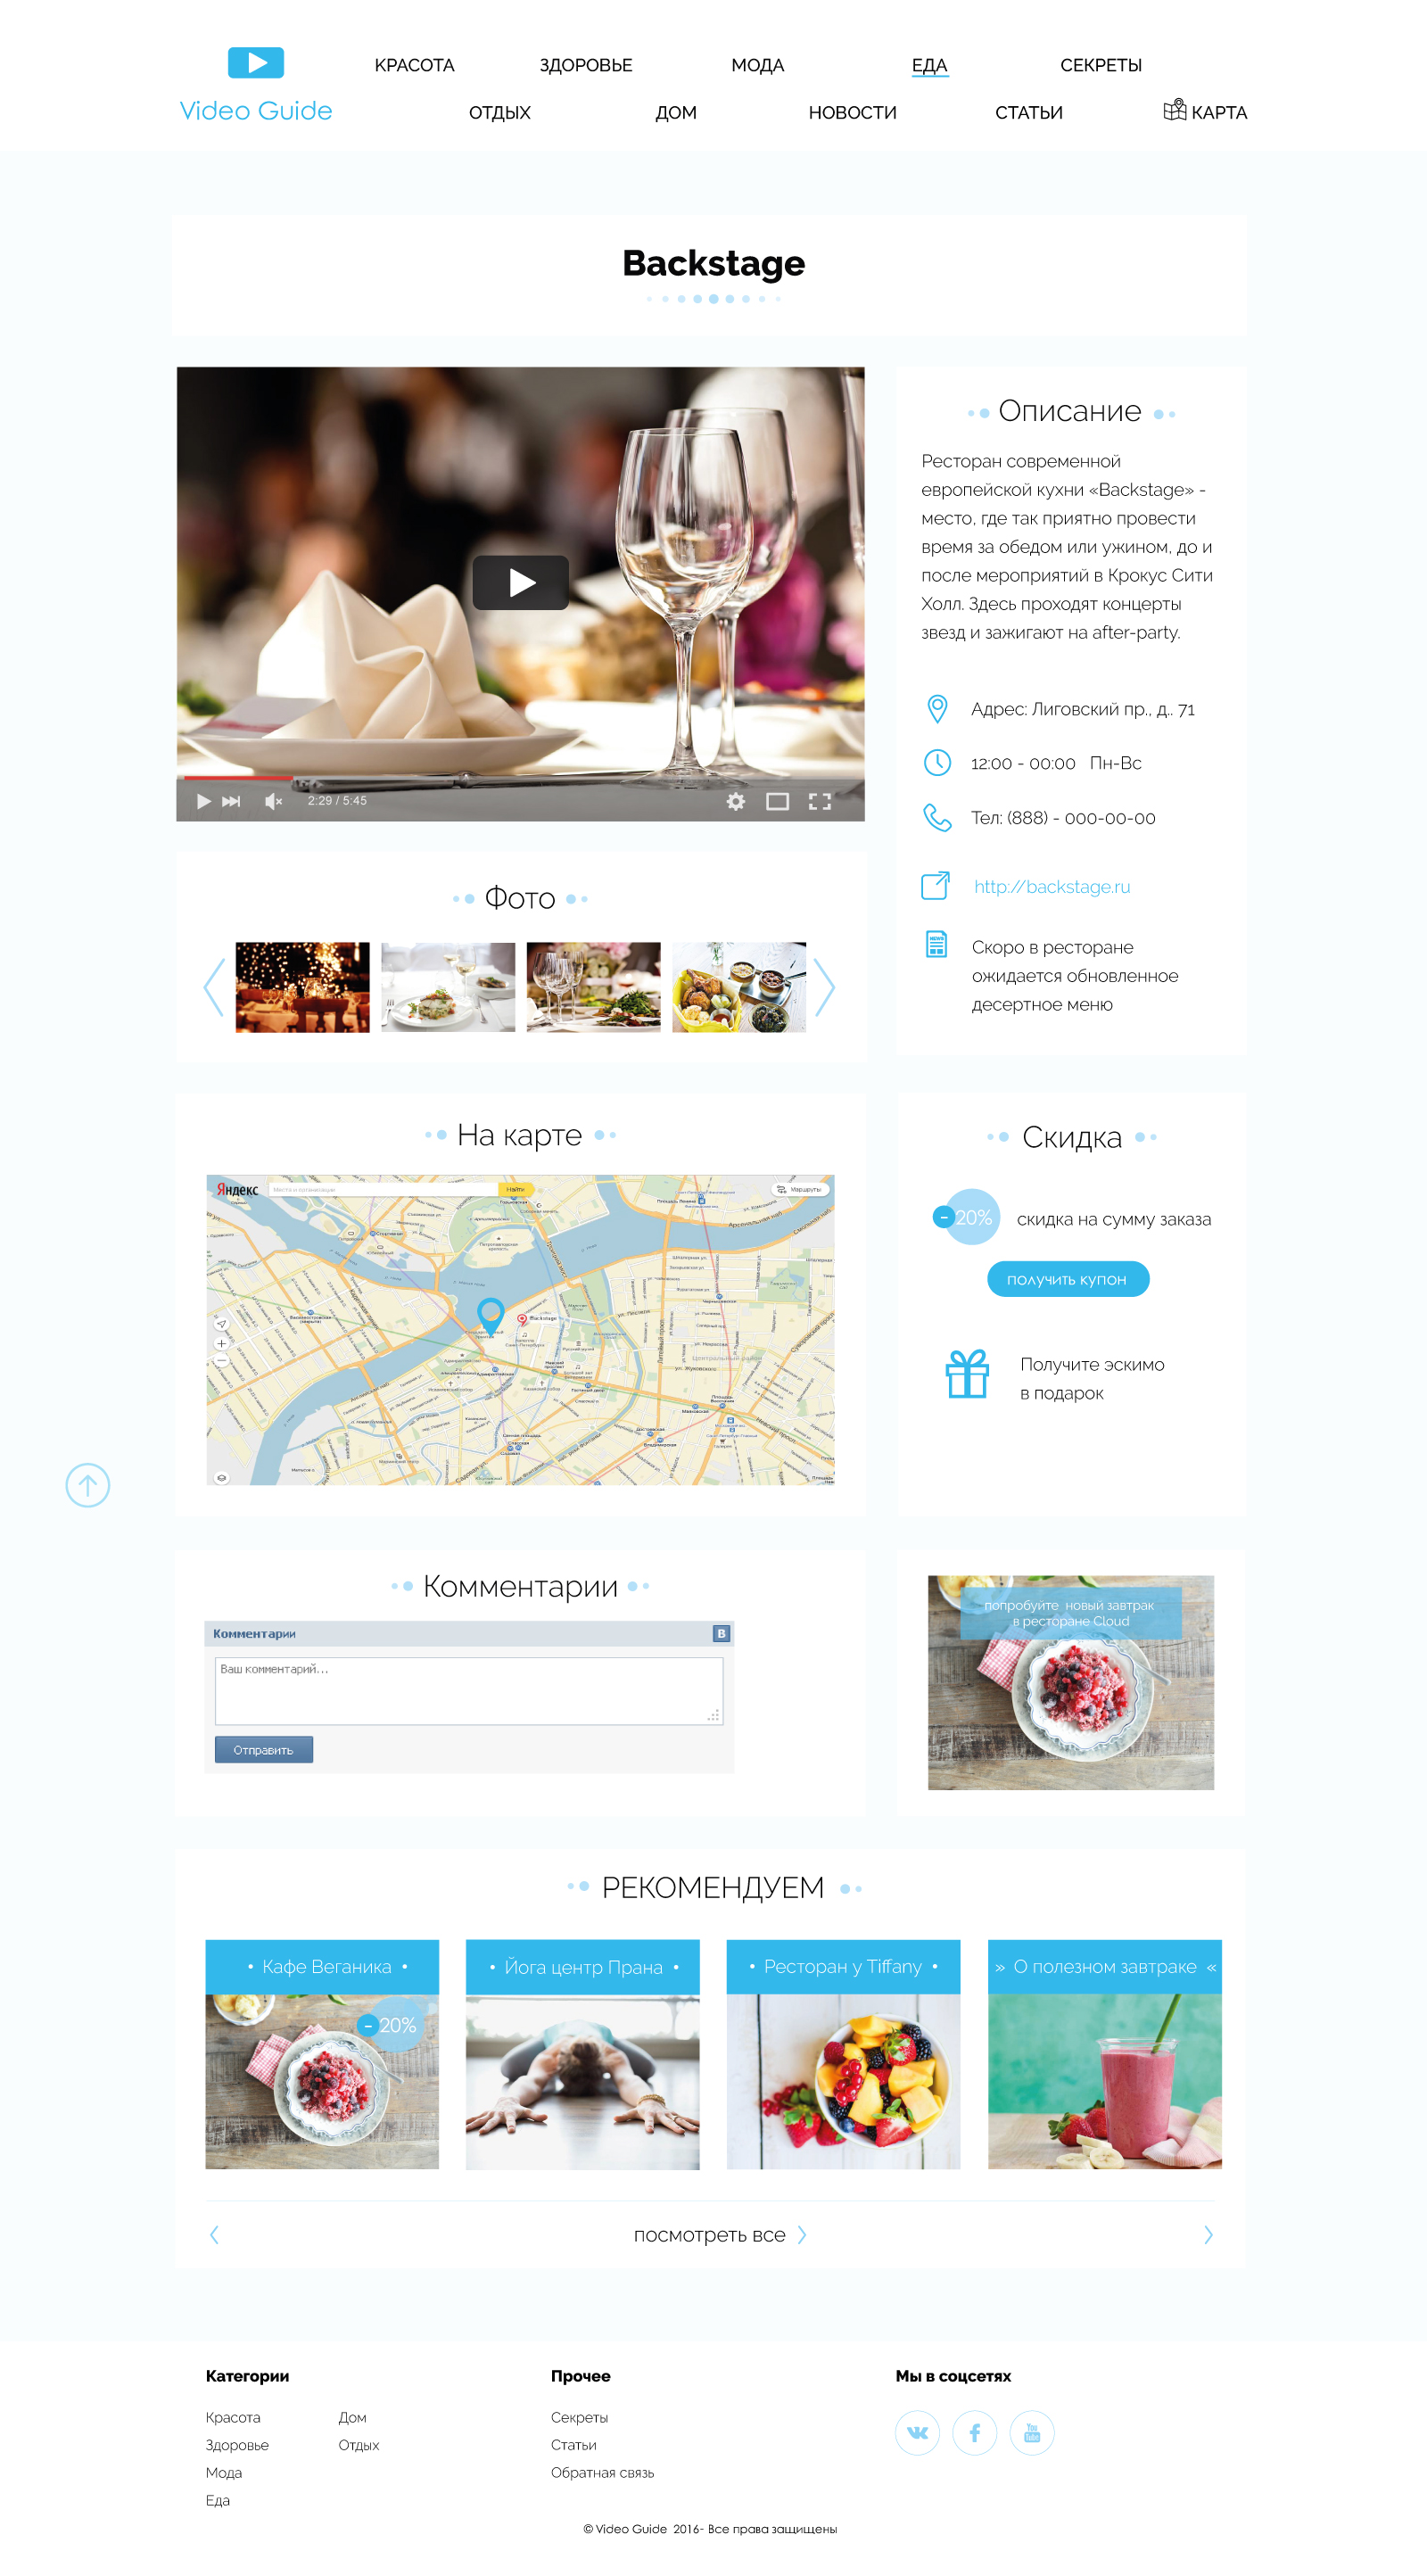 КРАСОТА ЗДОРОВЬЕ МОДА ЕДА СЕКРЕТЫ
Video Guide
ОТДЫХ ДОМ НОВОСТИ СТАТЬИ КАРТА
Backstage
Описание
Ресторан современной
европейской кухни «Backstage» -
место, где так приятно провести
время за обедом или ужином, до и
после мероприятий в Крокус Сити
Холл. Здесь проходят концерты
звезд и зажигают на after-party.
Адрес: Лиговский пр., д.. 71
12:00 - 00:00 Пн-Вс
Тел: (888) - 000-00-00
http://backstage.ru
NEWS
Скоро в ресторане
ожидается обновленное
десертное меню
2:29 / 5:45
Фото
На карте
Яндекс
Найти
Маршруты
Backstage
Скидка
- 20%
скидка на сумму заказа
получить купон
Получите эскимо
в подарок
Комментарии
Комментарии
B
Ваш комментарий...
Отправить
попробуйте новый завтрак
в ресторане Cloud
РЕКОМЕНДУЕМ
• Кафе Веганика •
- 20%
• Йога центр Прана •
• Ресторан у Tiffany •
» О полезном завтраке «
посмотреть все
Категории
Красота
Здоровье
Мода
Еда
Дом
Отдых
Прочее
Секреты
Статьи
Обратная связь
Мы в соцсетях
You
Tube
© Video Guide 2016- Все права защищены